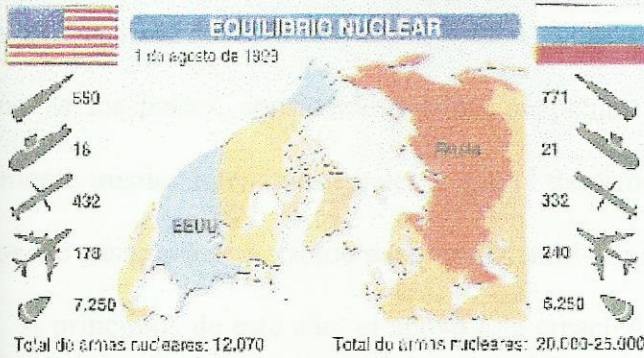 EQUILIBRIO NUCLEAR
1 de agosto de
550
18
432
178
7.250
EEUU
Rusia
771
21
332
240
6.250
Total de armas nucleares: 12.070
Total de armas nucleares: 20.000-25.000